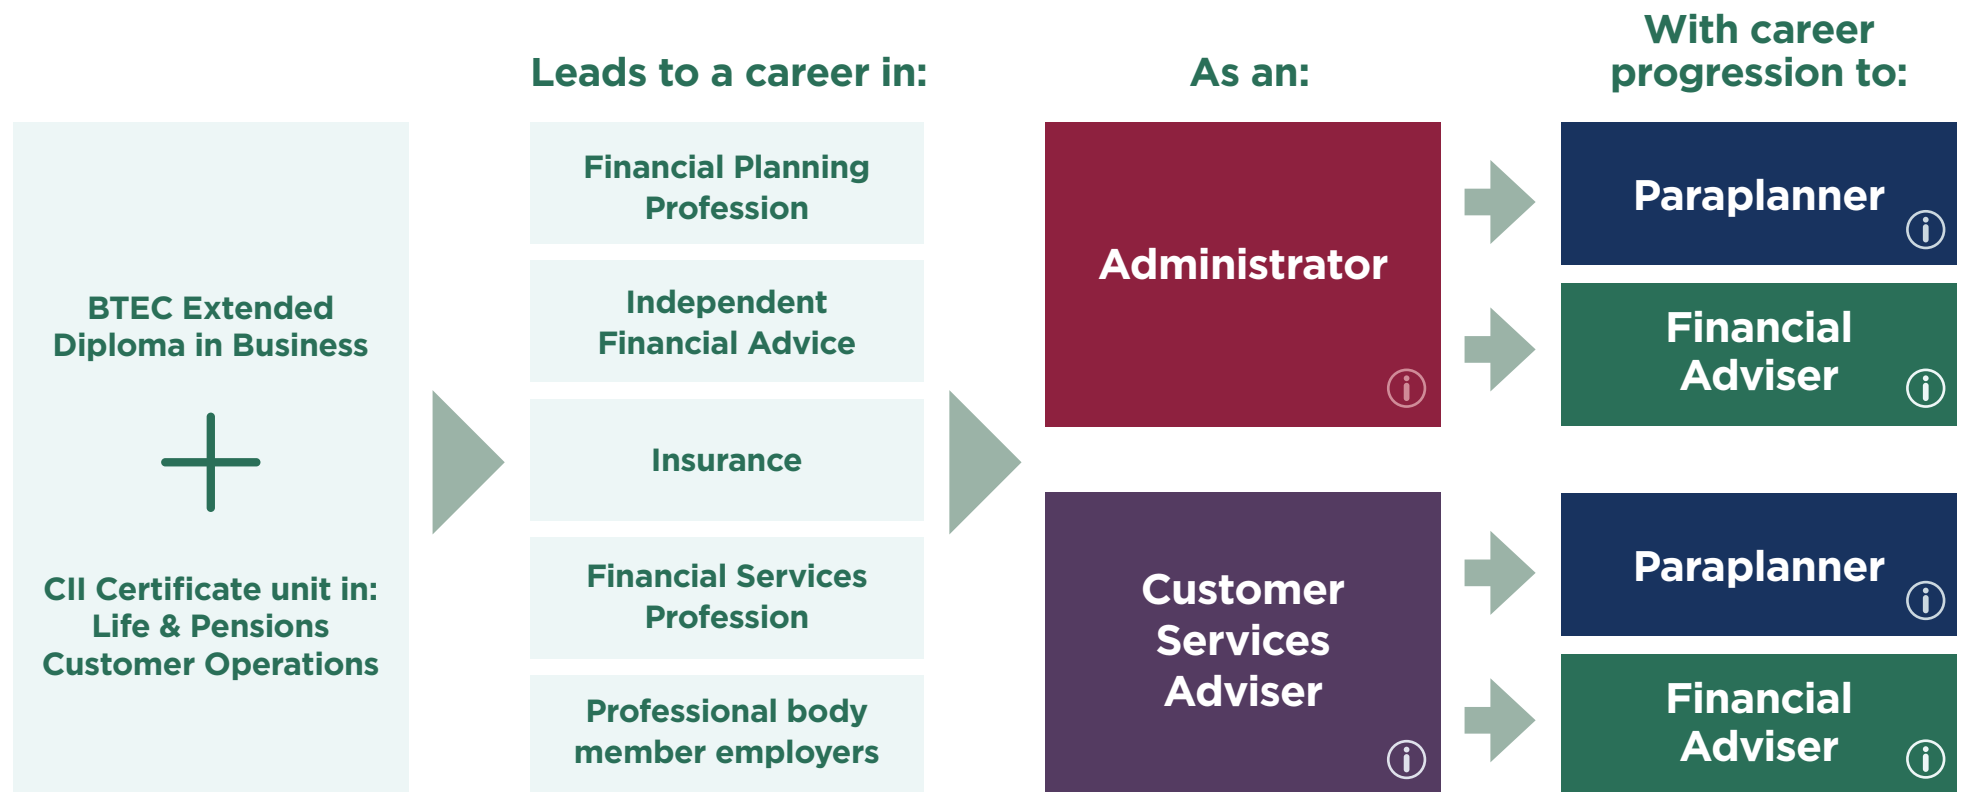 BTEC Extended
Diploma in Business
CII Certificate unit in:
Life & Pensions
Customer Operations
Leads to a career in:
Financial Planning
Profession
Independent
Financial Advice
Insurance
Financial Services
Profession
Professional body
member employers
As an:
Administrator
Customer
Services
Adviser
With career
progression to:
Paraplanner
Financial
Adviser
Paraplanner
Financial
Adviser